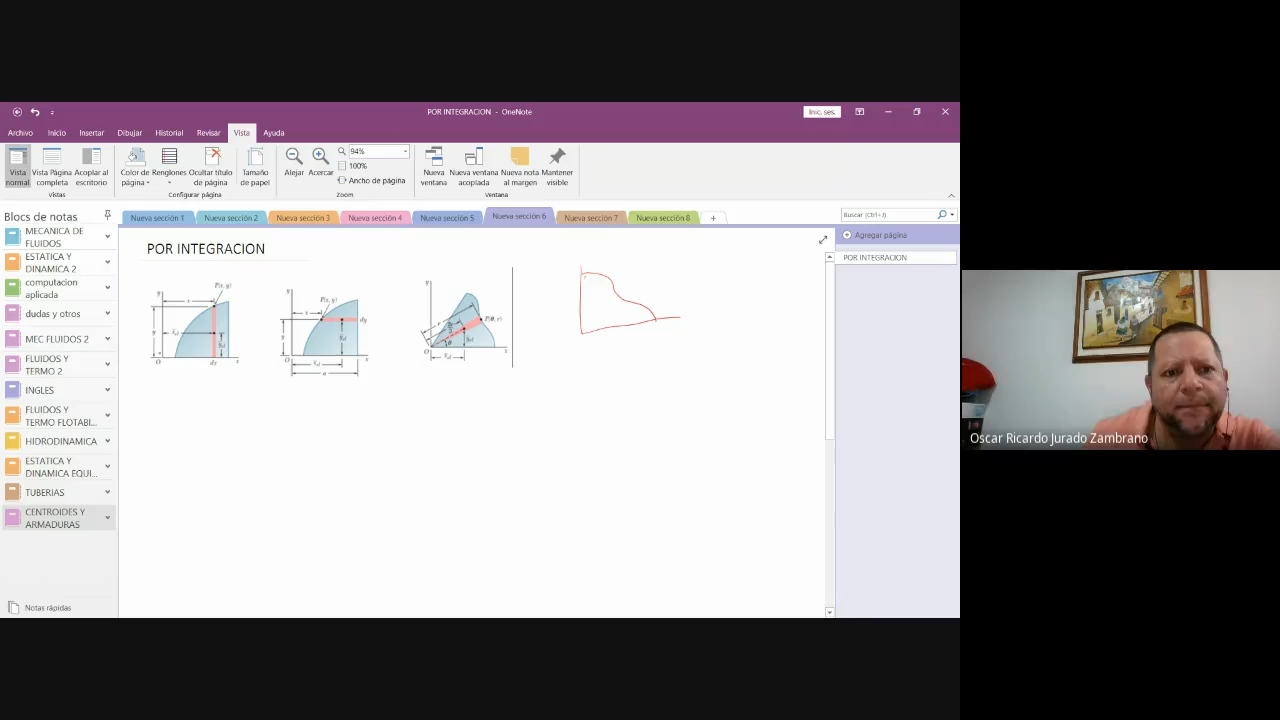 POR INTEGRACION - OneNote
Inic. ses.
Archivo Inicio Insertar Dibujar Historial Revisar Vista Ayuda
Vista normal
Vista Página completa
Acoplar al escritorio
Vistas
Color de página
Renglones
Ocultar título de página
Tamaño de papel
Configurar página
Alejar
Acercar
94%
100%
Ancho de página
Zoom
Nueva ventana
Nueva ventana acoplada
Nueva nota al margen
Mantener visible
Ventana
Blocs de notas
Nueva sección 1
Nueva sección 2
Nueva sección 3
Nueva sección 4
Nueva sección 5
Nueva sección 6
Nueva sección 7
Nueva sección 8
+
Buscar (Ctrl+J)
Agregar página
POR INTEGRACION
MECANICA DE
FLUIDOS
ESTATICA Y
DINAMICA 2
computacion
aplicada
dudas y otros
MEC FLUIDOS 2
FLUIDOS Y
TERMO 2
INGLES
FLUIDOS Y
TERMO FLOTABI...
HIDRODINAMICA
ESTATICA Y
DINAMICA EQUI...
TUBERIAS
CENTROIDES Y
ARMADURAS
Notas rápidas
POR INTEGRACION
P(x, y)
y
x
y
O
dx
x
P(x, y)
y
x
dy
y
O
x
a
y
P(θ, r)
θ
O
x
Oscar Ricardo Jurado Zambrano